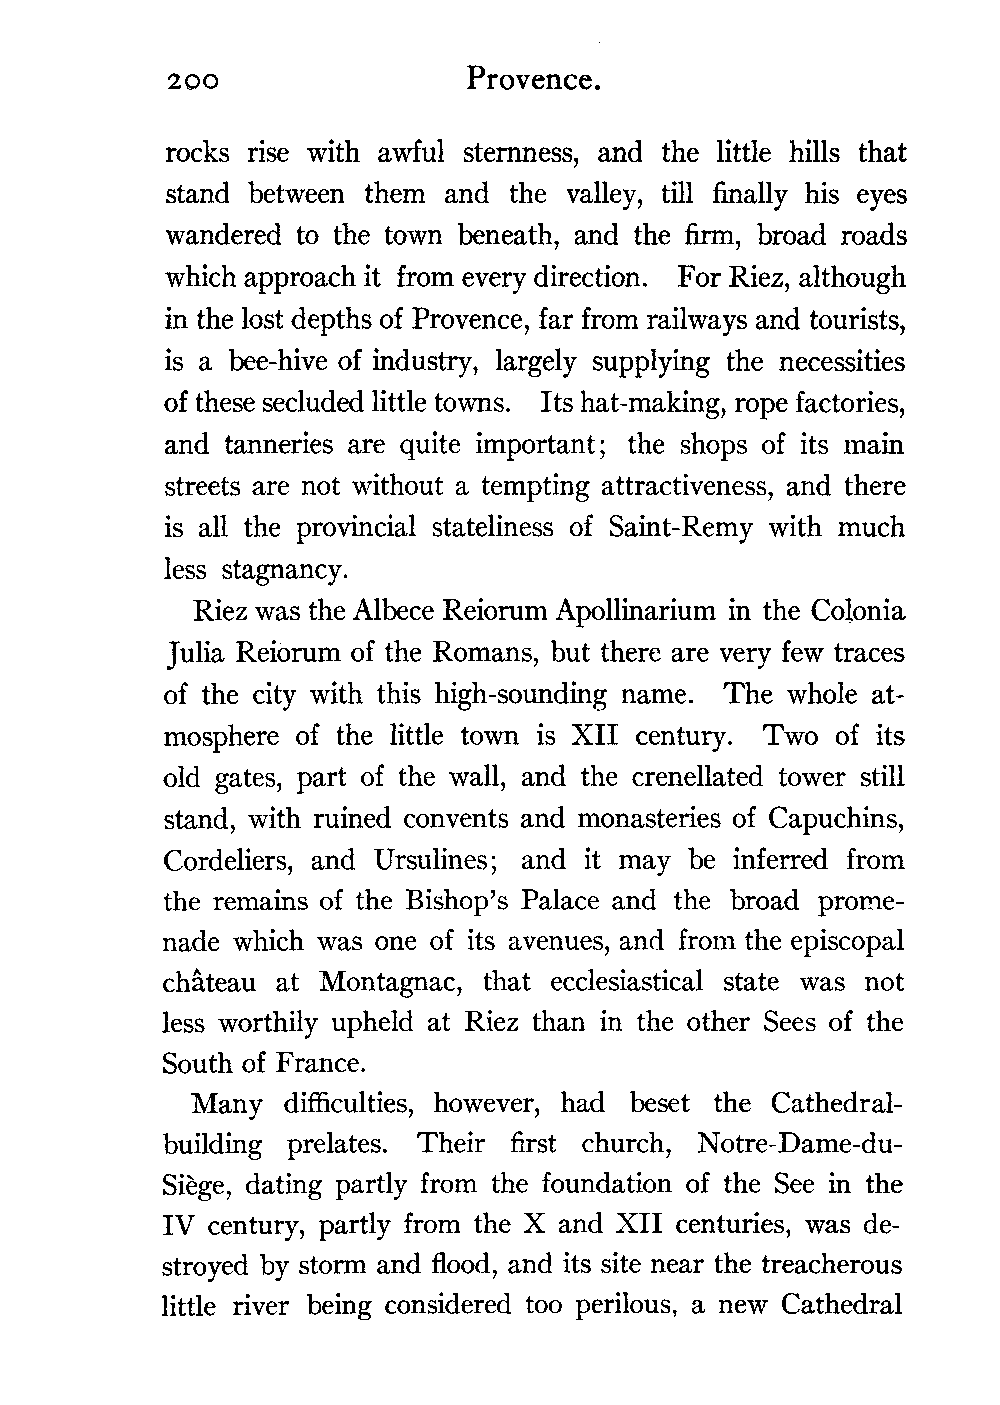 200 Provence.
rocks rise with awful sternness, and the little hills that
stand between them and the valley, till finally his eyes
wandered to the town beneath, and the firm, broad roads
which approach it from every direction. For Riez, although
in the lost depths of Provence, far from railways and tourists,
is a bee-hive of industry, largely supplying the necessities
of these secluded little towns. Its hat-making, rope factories,
and tanneries are quite important; the shops of its main
streets are not without a tempting attractiveness, and there
is all the provincial stateliness of Saint-Remy with much
less stagnancy.
Riez was the Albece Reiorum Apollinarium in the Colonia
Julia Reiorum of the Romans, but there are very few traces
of the city with this high-sounding name. The whole at-
mosphere of the little town is XII century. Two of its
old gates, part of the wall, and the crenellated tower still
stand, with ruined convents and monasteries of Capuchins,
Cordeliers, and Ursulines; and it may be inferred from
the remains of the Bishop's Palace and the broad prome-
nade which was one of its avenues, and from the episcopal
château at Montagnac, that ecclesiastical state was not
less worthily upheld at Riez than in the other Sees of the
South of France.
Many difficulties, however, had beset the Cathedral-
building prelates. Their first church, Notre-Dame-du-
Siège, dating partly from the foundation of the See in the
IV century, partly from the X and XII centuries, was de-
stroyed by storm and flood, and its site near the treacherous
little river being considered too perilous, a new Cathedral